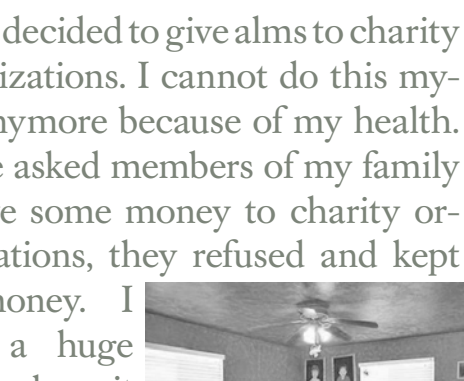 decided to give alms to charity
izations. I cannot do this my-
nymore because of my health.
e asked members of my family
e some money to charity or-
ations, they refused and kept
noney. I
a huge